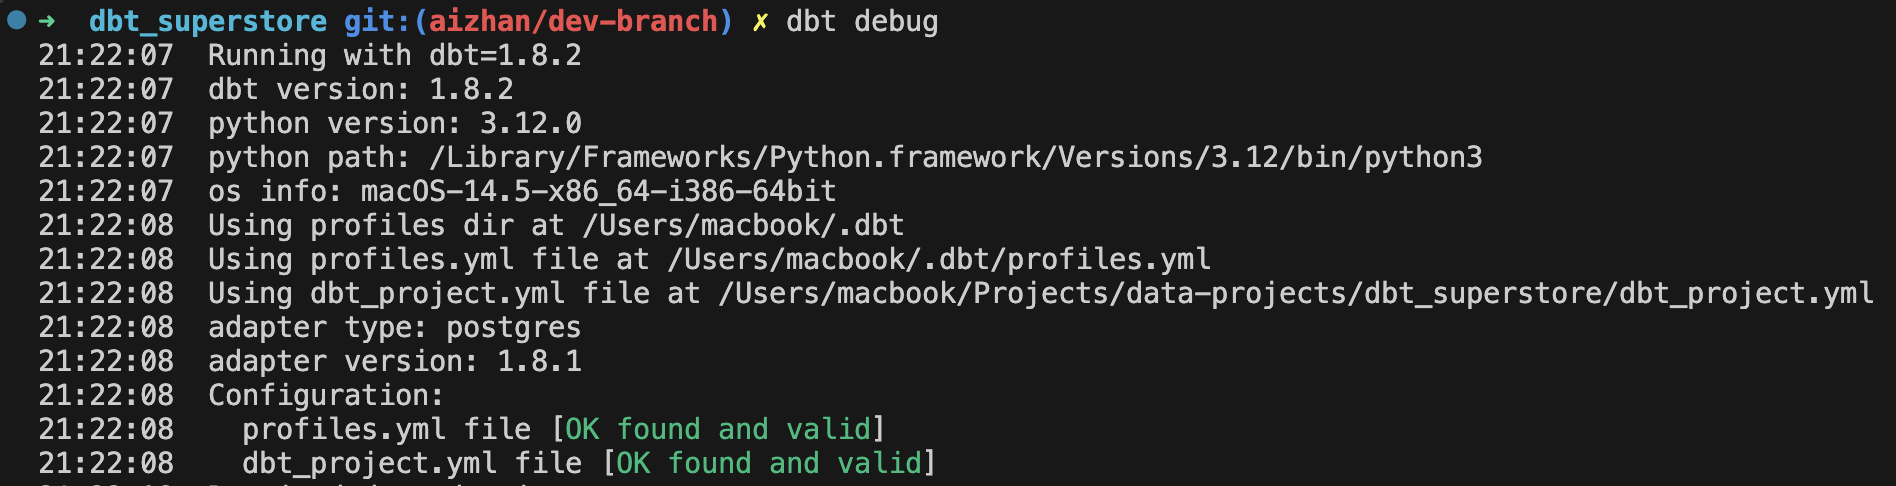 ➜  dbt_superstore git:(aizhan/dev-branch) ✗ dbt debug
21:22:07  Running with dbt=1.8.2
21:22:07  dbt version: 1.8.2
21:22:07  python version: 3.12.0
21:22:07  python path: /Library/Frameworks/Python.framework/Versions/3.12/bin/python3
21:22:07  os info: macOS-14.5-x86_64-i386-64bit
21:22:08  Using profiles dir at /Users/macbook/.dbt
21:22:08  Using profiles.yml file at /Users/macbook/.dbt/profiles.yml
21:22:08  Using dbt_project.yml file at /Users/macbook/Projects/data-projects/dbt_superstore/dbt_project.yml
21:22:08  adapter type: postgres
21:22:08  adapter version: 1.8.1
21:22:08  Configuration:
21:22:08    profiles.yml file [OK found and valid]
21:22:08    dbt_project.yml file [OK found and valid]